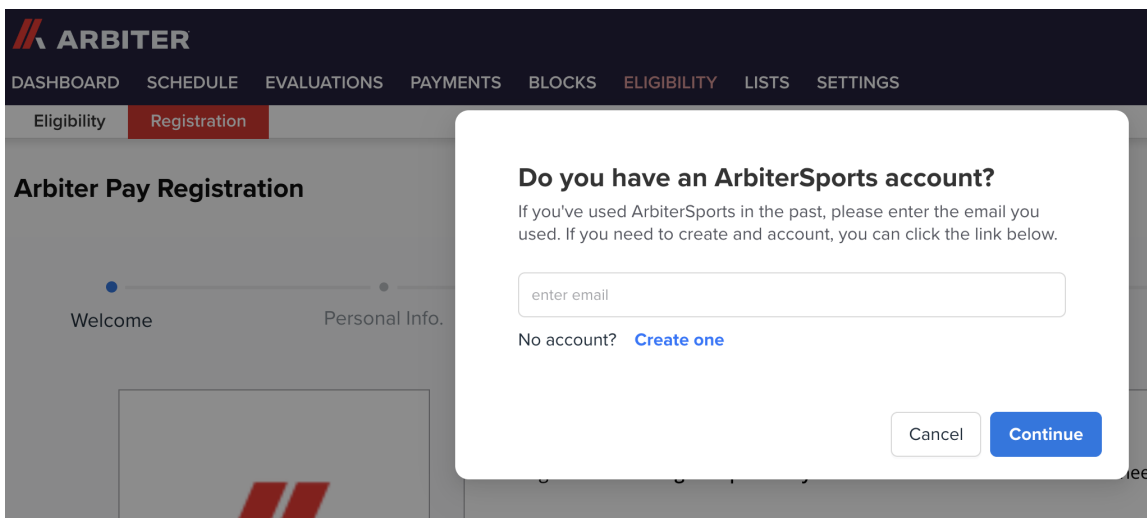 ARBITER
DASHBOARD SCHEDULE EVALUATIONS PAYMENTS BLOCKS ELIGIBILITY LISTS SETTINGS
Eligibility Registration
Arbiter Pay Registration
Welcome
Personal Info.
Do you have an ArbiterSports account?
If you've used ArbiterSports in the past, please enter the email you
used. If you need to create and account, you can click the link below.
enter email
No account? Create one
Cancel Continue